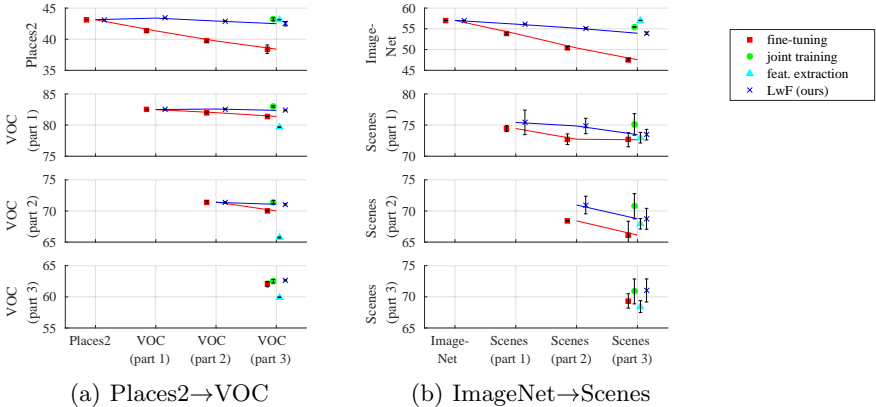 45
40
35
Places2
85
80
75
VOC
(part 1)
75
70
65
VOC
(part 2)
65
60
55
VOC
(part 3)
Places2
VOC
(part 1)
VOC
(part 2)
VOC
(part 3)
(a) Places2→VOC
60
55
50
45
Image-
Net
80
75
70
Scenes
(part 1)
75
70
65
Scenes
(part 2)
75
70
65
Scenes
(part 3)
Image-
Net
Scenes
(part 1)
Scenes
(part 2)
Scenes
(part 3)
(b) ImageNet→Scenes
fine-tuning
joint training
feat. extraction
LwF (ours)